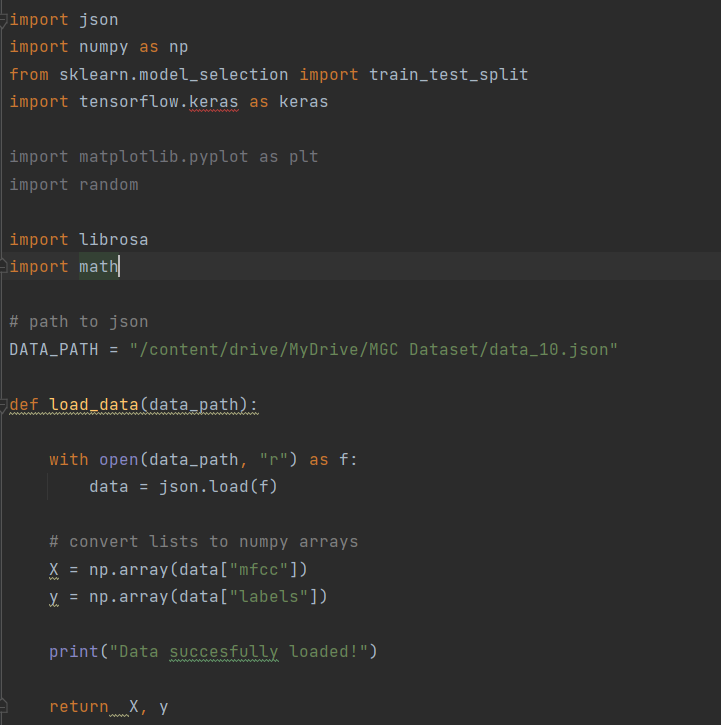 import json
import numpy as np
from sklearn.model_selection import train_test_split
import tensorflow.keras as keras
import matplotlib.pyplot as plt
import random
import librosa
import math
# path to json
DATA_PATH = "/content/drive/MyDrive/MGC Dataset/data_10.json"
def load_data(data_path):
with open(data_path, "r") as f:
data = json.load(f)
# convert lists to numpy arrays
X = np.array(data["mfcc"])
y = np.array(data["labels"])
print("Data succesfully loaded!")
return  X, y